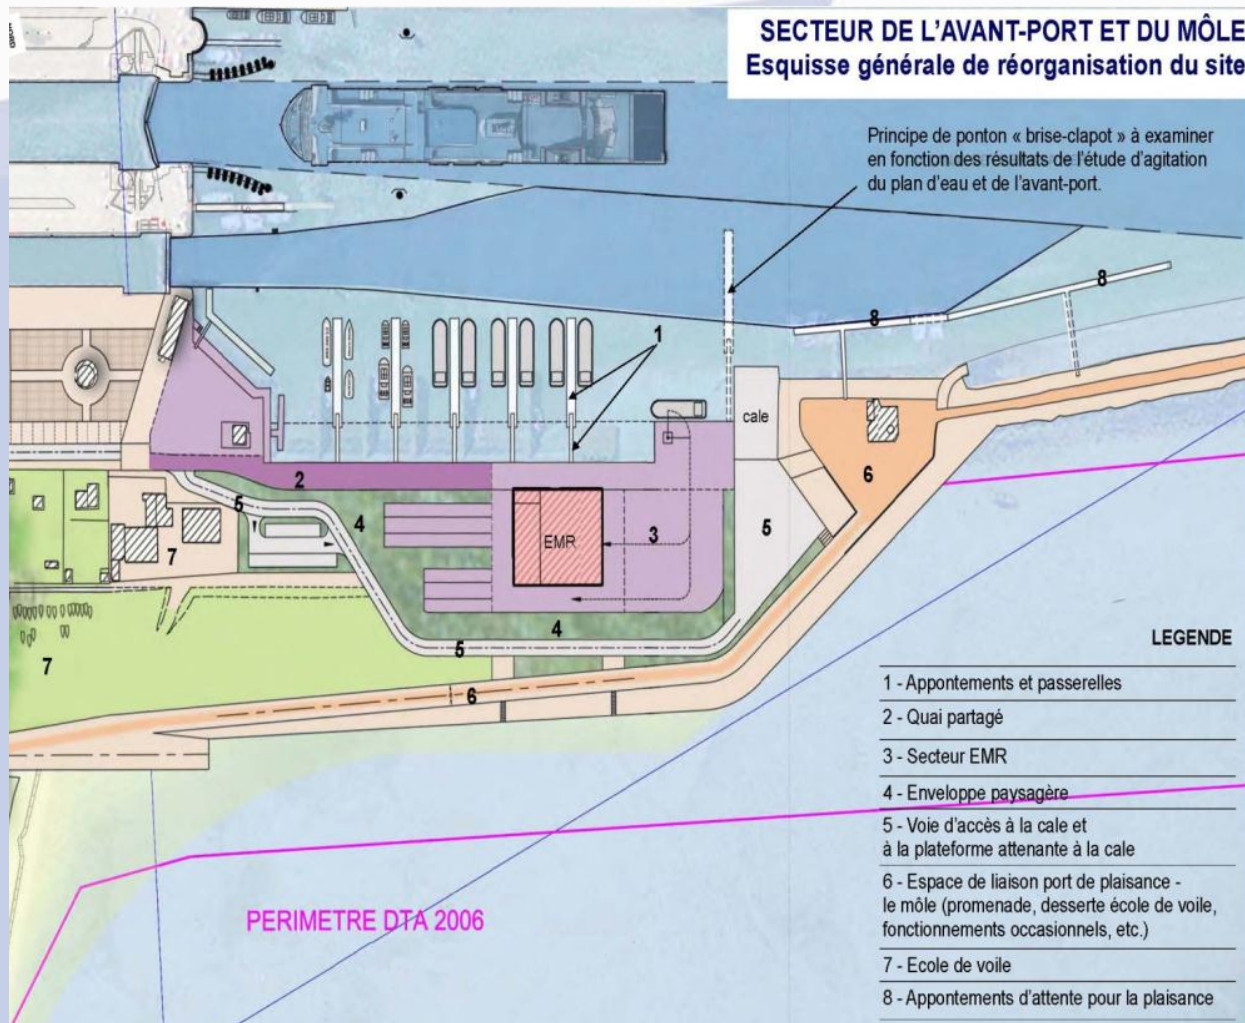 SECTEUR DE L'AVANT-PORT ET DU MÔLE
Esquisse générale de réorganisation du site
Principe de ponton « brise-clapot » à examiner
en fonction des résultats de l'étude d'agitation
du plan d'eau et de l'avant-port.
8
8
1
cale
2
6
5
4
5
EMR
3
7
4
5
7
6
LEGENDE
1 - Appontements et passerelles
2 - Quai partagé
3 - Secteur EMR
4 - Enveloppe paysagère
5 - Voie d'accès à la cale et
à la plateforme attenante à la cale
6 - Espace de liaison port de plaisance -
le môle (promenade, desserte école de voile,
fonctionnements occasionnels, etc.)
7 - Ecole de voile
8 - Appontements d'attente pour la plaisance
PERIMETRE DTA 2006